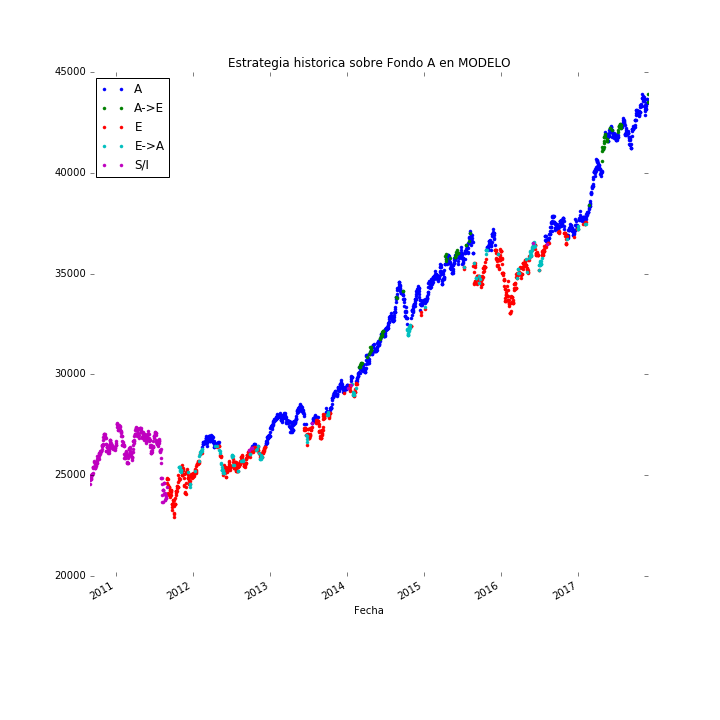 Estrategia historica sobre Fondo A en MODELO
45000
40000
35000
30000
25000
20000
A
A->E
E
E->A
S/I
2011
2012
2013
2014
2015
2016
2017
Fecha